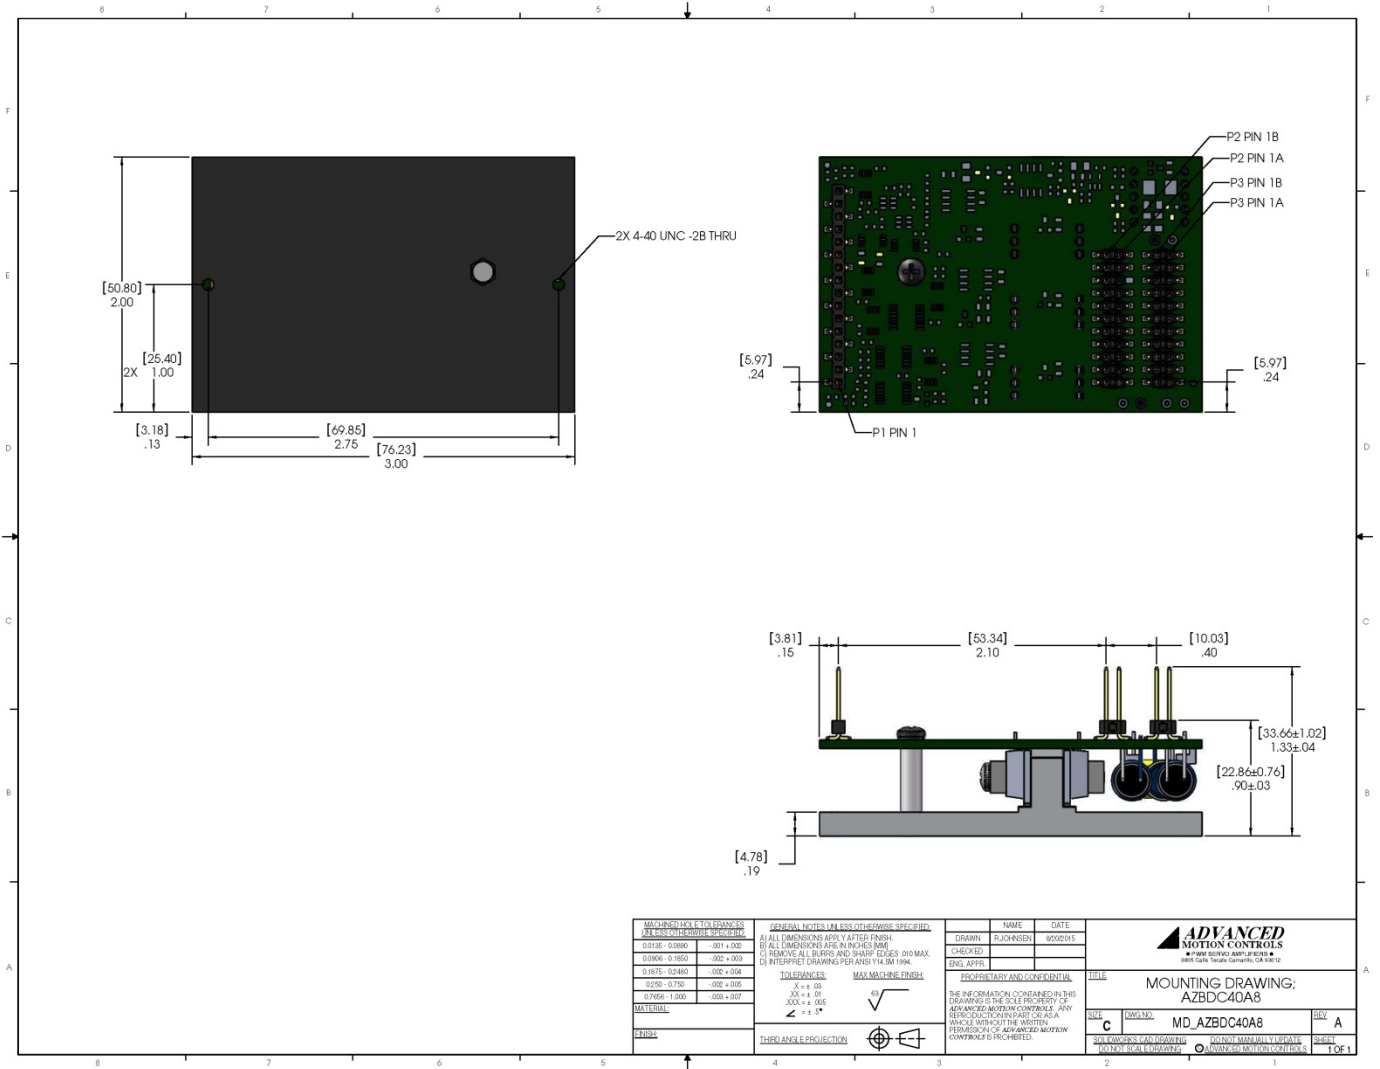 8 7 6 5 4 3 2 1
F
E
D
C
B
A
F
E
D
C
B
A
[50.80]
2.00
[25.40]
2X 1.00
[3.18]
.13
[69.85]
2.75
[76.23]
3.00
2X 4-40 UNC -2B THRU
P2 PIN 1B
P2 PIN 1A
P3 PIN 1B
P3 PIN 1A
[5.97]
.24
[5.97]
.24
P1 PIN 1
[3.81]
.15
[53.34]
2.10
[10.03]
.40
[33.66±1.02]
1.33±.04
[22.86±0.76]
.90±.03
[4.78]
.19
MACHINED HOLE TOLERANCES
UNLESS OTHERWISE SPECIFIED:
0.0135 - 0.0890 -.001 +.002
0.0906 - 0.1850 -.002 +.003
0.1875 - 0.2480 -.002 +.004
0.250 - 0.750 -.002 +.005
0.7656 - 1.000 -.003 +.007
MATERIAL:
FINISH:
GENERAL NOTES UNLESS OTHERWISE SPECIFIED:
A) ALL DIMENSIONS APPLY AFTER FINISH.
B) ALL DIMENSIONS ARE IN INCHES [MM]
C) REMOVE ALL BURRS AND SHARP EDGES .010 MAX.
D) INTERPRET DRAWING PER ANSI Y14.5M 1994.
TOLERANCES:
.X = ± .03
.XX = ± .01
.XXX = ± .005
∠ = ± .5°
MAX MACHINE FINISH:
63
THIRD ANGLE PROJECTION
NAME DATE
DRAWN R.JOHNSEN 8/20/2015
CHECKED
ENG. APPR.
PROPRIETARY AND CONFIDENTIAL
THE INFORMATION CONTAINED IN THIS
DRAWING IS THE SOLE PROPERTY OF
ADVANCED MOTION CONTROLS. ANY
REPRODUCTION IN PART OR AS A
WHOLE WITHOUT THE WRITTEN
PERMISSION OF ADVANCED MOTION
CONTROLS IS PROHIBITED.
ADVANCED
MOTION CONTROLS
PWM SERVO AMPLIFIERS
3805 Calle Tecate Camarillo, CA 93012
TITLE
MOUNTING DRAWING;
AZBDC40A8
SIZE
C
DWG NO.
MD_AZBDC40A8
REV
A
SOLIDWORKS CAD DRAWING DO NOT MANUALLY UPDATE
DO NOT SCALE DRAWING © ADVANCED MOTION CONTROLS
SHEET
1 OF 1
8 7 6 5 4 3 2 1